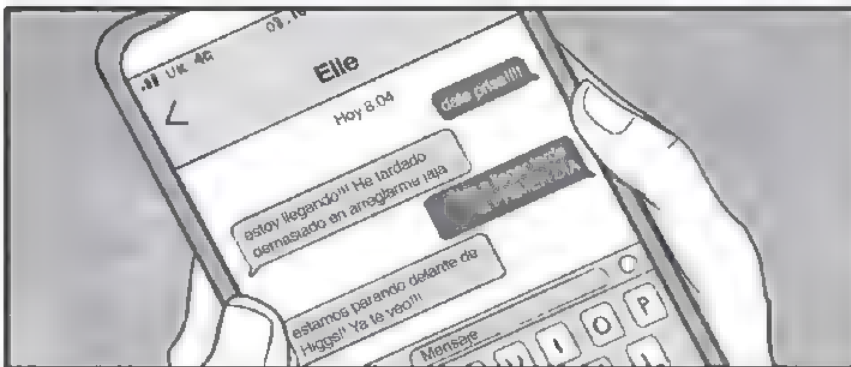 UK 4G
Elle
Hoy 8:04
date prisa!!!!
estoy llegando!!! He tardado
demasiado en arreglarme jaja
estamos parando delante de
Higgs!! Ya te veo!!!
Mensaje
I O P